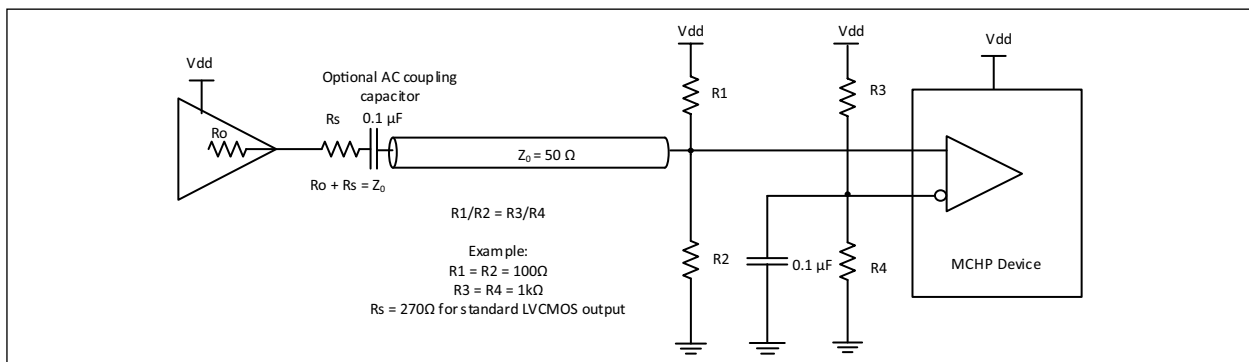 Vdd
Vdd
Vdd
Vdd
Optional AC coupling
capacitor
R1
R3
Ro
Rs
0.1 µF
Z₀ = 50 Ω
Ro + Rs = Z₀
R1/R2 = R3/R4
Example:
R1 = R2 = 100Ω
R3 = R4 = 1kΩ
Rs = 270Ω for standard LVCMOS output
R2
0.1 µF
R4
MCHP Device